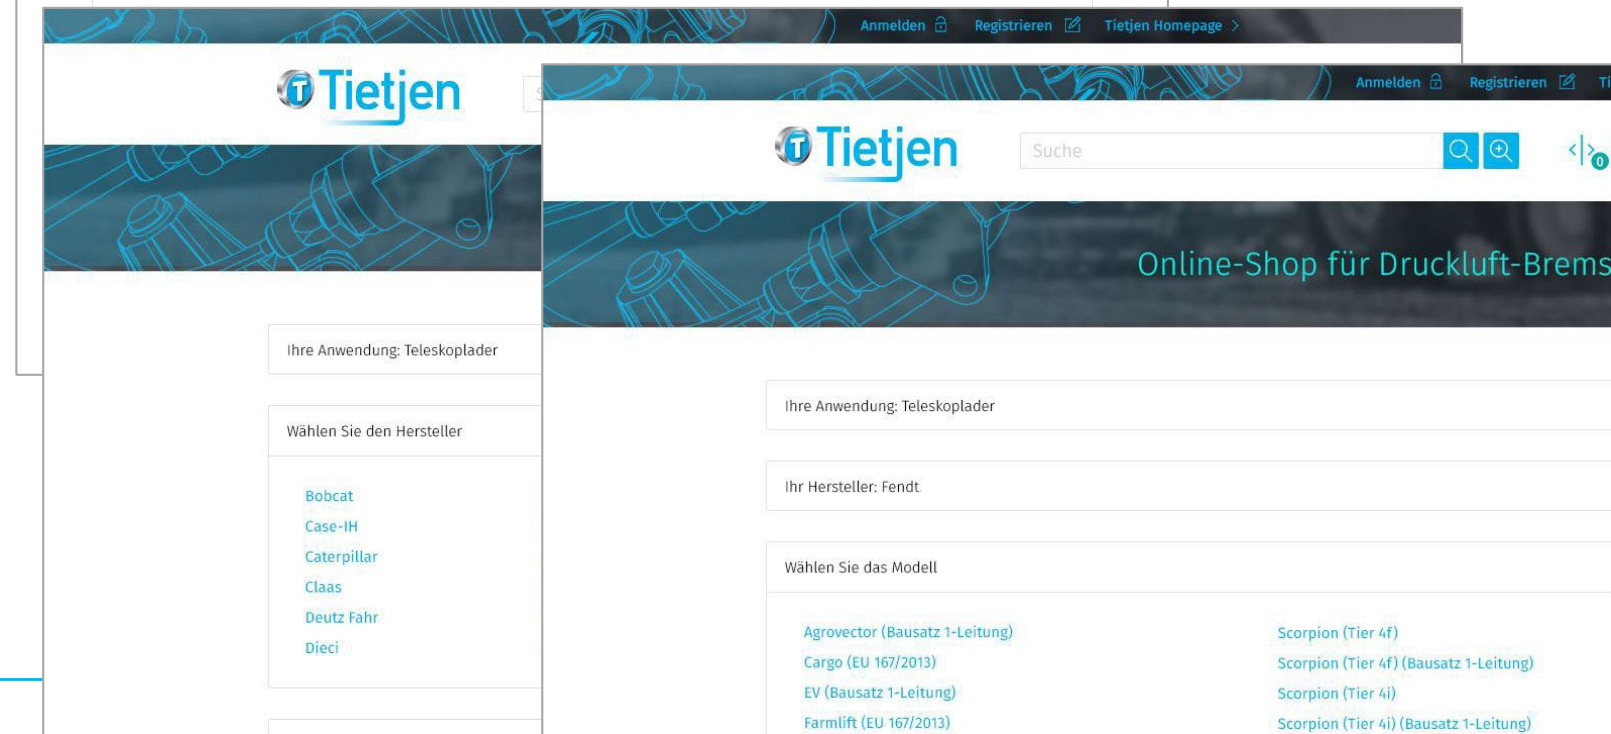 Anmelden Registrieren Tietjen Homepage
Tietjen
Ihre Anwendung: Teleskoplader
Wählen Sie den Hersteller
Bobcat
Case-IH
Caterpillar
Claas
Deutz Fahr
Dieci
Anmelden Registrieren
Tietjen
Suche
0
Online-Shop für Druckluft-Brems
Ihre Anwendung: Teleskoplader
Ihr Hersteller: Fendt
Wählen Sie das Modell
Agrovector (Bausatz 1-Leitung)
Cargo (EU 167/2013)
EV (Bausatz 1-Leitung)
Farmlift (EU 167/2013)
Scorpion (Tier 4f)
Scorpion (Tier 4f) (Bausatz 1-Leitung)
Scorpion (Tier 4i)
Scorpion (Tier 4i) (Bausatz 1-Leitung)